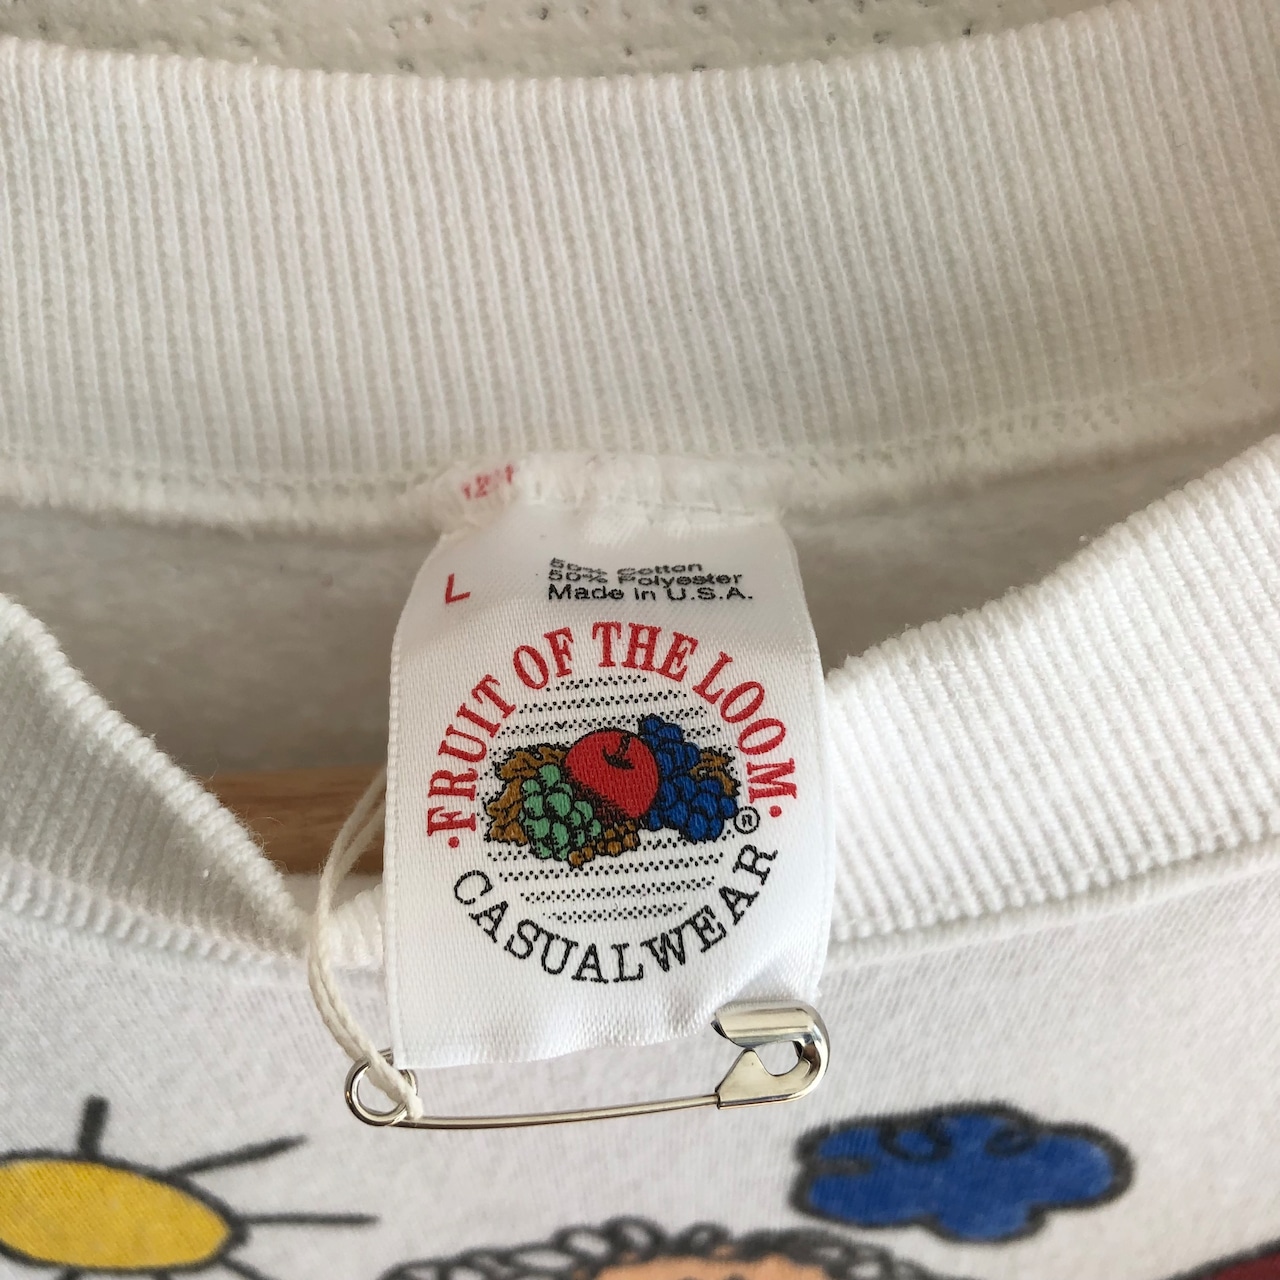 L
50% Cotton
50% Polyester
Made in U.S.A.
·FRUIT OF THE LOOM·
®
CASUALWEAR